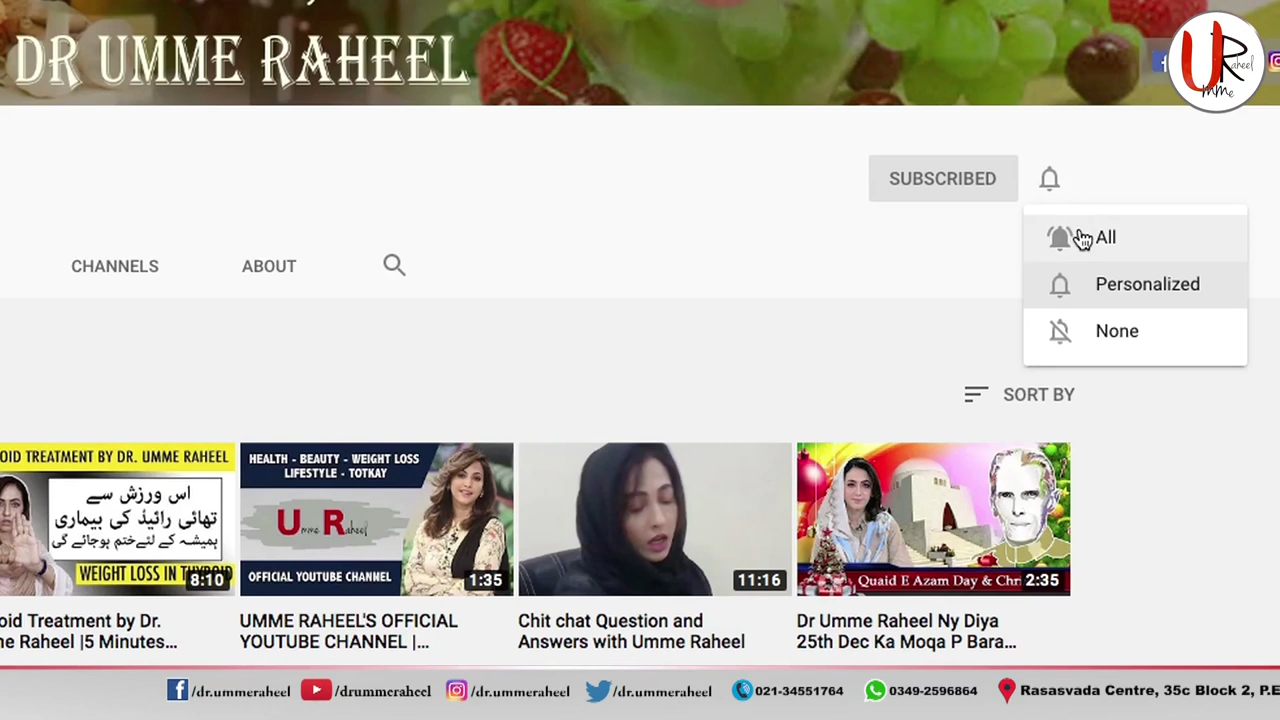 DR UMME RAHEEL
U Raheel
mme
SUBSCRIBED
All
Personalized
None
CHANNELS
ABOUT
SORT BY
OID TREATMENT BY DR. UMME RAHEEL
اس ورزش سے
تھائی رائیڈ کی بیماری
ہمیشہ کے لئے ختم ہوجائے گی
WEIGHT LOSS IN THYROID
8:10
HEALTH - BEAUTY - WEIGHT LOSS
LIFESTYLE - TOTKAY
Umme Raheel
OFFICIAL YOUTUBE CHANNEL
1:35
11:16
Quaid E Azam Day & Chri
2:35
oid Treatment by Dr.
ne Raheel |5 Minutes...
UMME RAHEEL'S OFFICIAL
YOUTUBE CHANNEL |...
Chit chat Question and
Answers with Umme Raheel
Dr Umme Raheel Ny Diya
25th Dec Ka Moqa P Bara...
/dr.ummeraheel /drummeraheel /dr.ummeraheel /dr.ummeraheel 021-34551764 0349-2596864 Rasasvada Centre, 35c Block 2, P.E